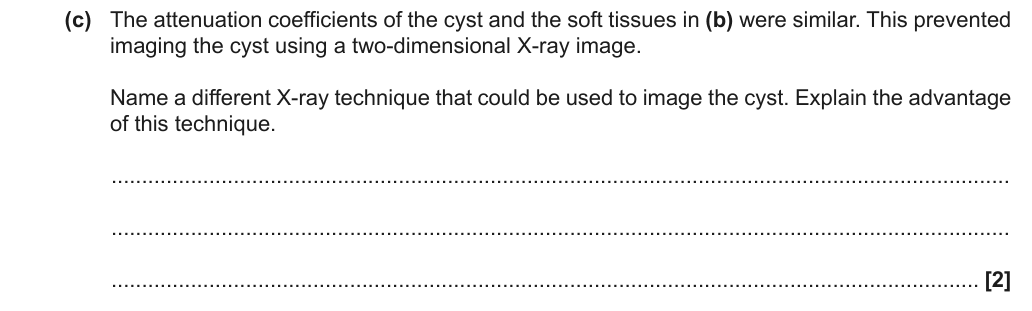 (c) The attenuation coefficients of the cyst and the soft tissues in (b) were similar. This prevented
imaging the cyst using a two-dimensional X-ray image.
Name a different X-ray technique that could be used to image the cyst. Explain the advantage
of this technique.
..........................................................................................................................................
..........................................................................................................................................
...................................................................................................................................... [2]